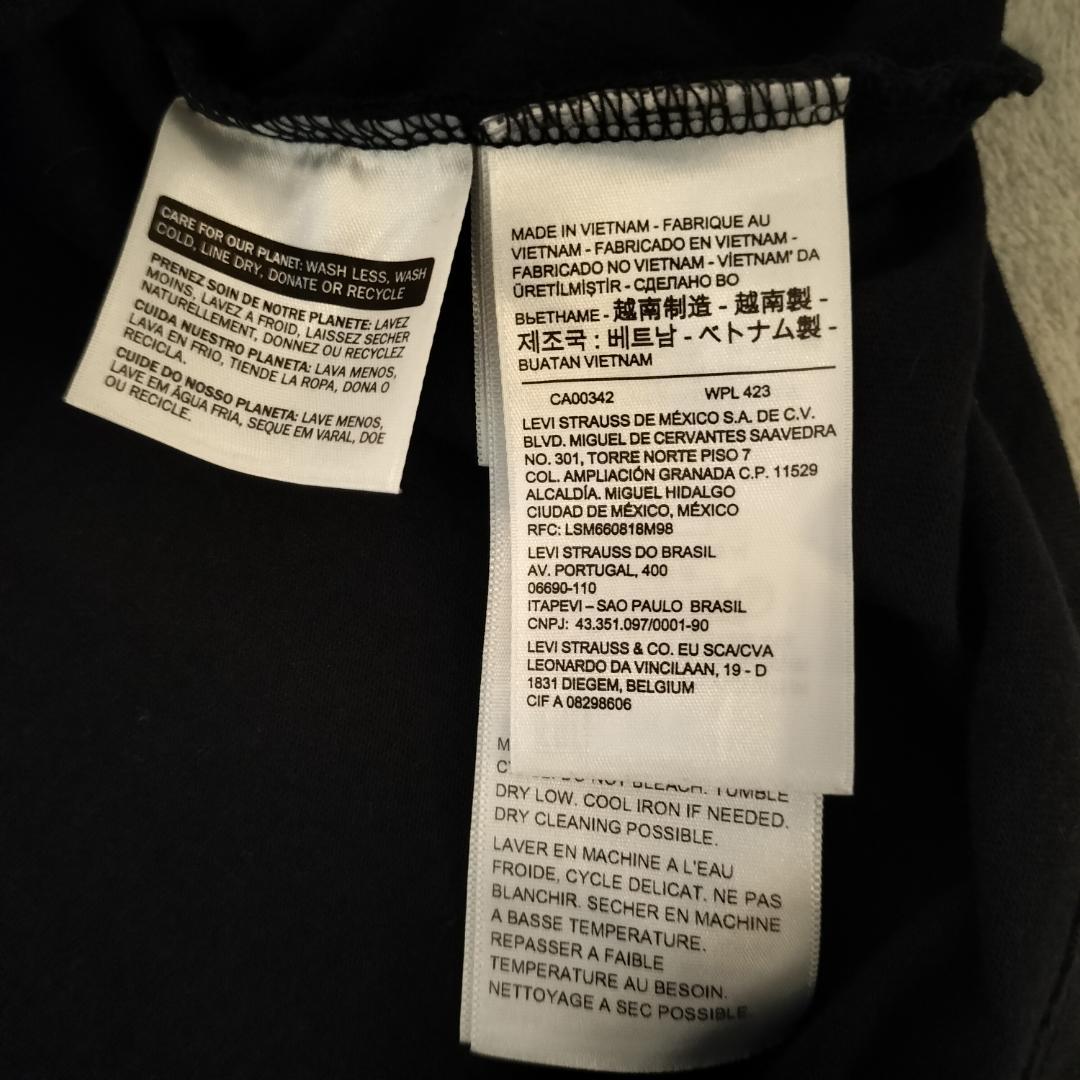 CARE FOR OUR PLANET: WASH LESS, WASH
COLD, LINE DRY, DONATE OR RECYCLE
PRENEZ SOIN DE NOTRE PLANETE: LAVEZ
MOINS, LAVEZ A FROID, LAISSEZ SECHER
NATURELLEMENT, DONNEZ OU RECYCLEZ
CUIDA NUESTRO PLANETA: LAVA MENOS,
LAVA EN FRIO, TIENDE LA ROPA, DONA O
RECICLA.
CUIDE DO NOSSO PLANETA: LAVE MENOS,
LAVE EM ÁGUA FRIA, SEQUE EM VARAL, DOE
OU RECICLE.
MADE IN VIETNAM - FABRIQUE AU
VIETNAM - FABRICADO EN VIETNAM -
FABRICADO NO VIETNAM - VİETNAM' DA
ÜRETİLMİŞTİR - СДЕЛАНО ВО
ВЬЕТНАМЕ - 越南制造 - 越南製 -
제조국 : 베트남 - ベトナム製 -
BUATAN VIETNAM
CA00342 WPL 423
LEVI STRAUSS DE MÉXICO S.A. DE C.V.
BLVD. MIGUEL DE CERVANTES SAAVEDRA
NO. 301, TORRE NORTE PISO 7
COL. AMPLIACIÓN GRANADA C.P. 11529
ALCALDÍA. MIGUEL HIDALGO
CIUDAD DE MÉXICO, MÉXICO
RFC: LSM660818M98
LEVI STRAUSS DO BRASIL
AV. PORTUGAL, 400
06690-110
ITAPEVI – SAO PAULO BRASIL
CNPJ: 43.351.097/0001-90
LEVI STRAUSS & CO. EU SCA/CVA
LEONARDO DA VINCILAAN, 19 - D
1831 DIEGEM, BELGIUM
CIF A 08298606
DO NOT BLEACH. TUMBLE
DRY LOW. COOL IRON IF NEEDED.
DRY CLEANING POSSIBLE.
LAVER EN MACHINE A L'EAU
FROIDE, CYCLE DELICAT. NE PAS
BLANCHIR. SECHER EN MACHINE
A BASSE TEMPERATURE.
REPASSER A FAIBLE
TEMPERATURE AU BESOIN.
NETTOYAGE A SEC POSSIBLE.